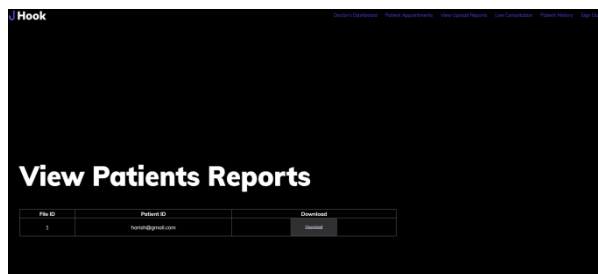 J Hook
Doctor's Dashboard Patient Appointments View Upload Reports Live Consultation Patient History Sign
View Patients Reports
File ID Patient ID Download
1 harish@gmail.com Download